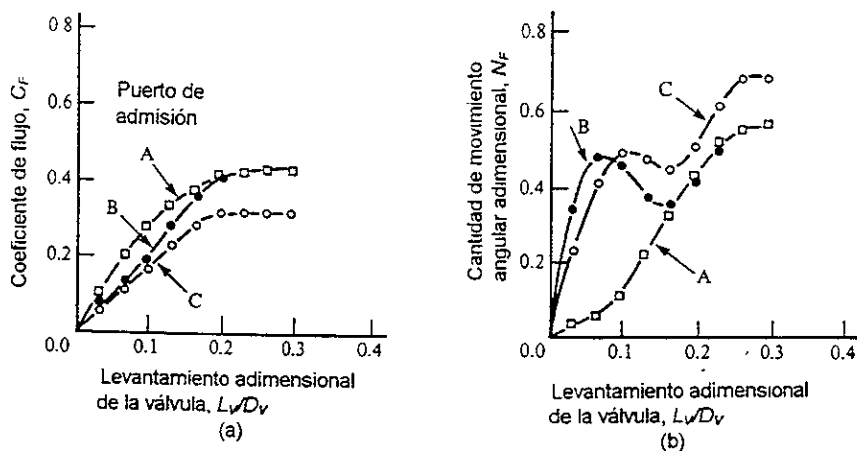 Coeficiente de flujo, C_F
0.8
0.6
0.4
0.2
0.0
0.1
0.2
0.3
0.4
Puerto de
admisión
A
B
C
Levantamiento adimensional
de la válvula, L_V/D_V
(a)
Cantidad de movimiento
angular adimensional, N_F
0.8
0.6
0.4
0.2
0.0
0.1
0.2
0.3
0.4
B
C
A
Levantamiento adimensional
de la válvula, L_V/D_V
(b)